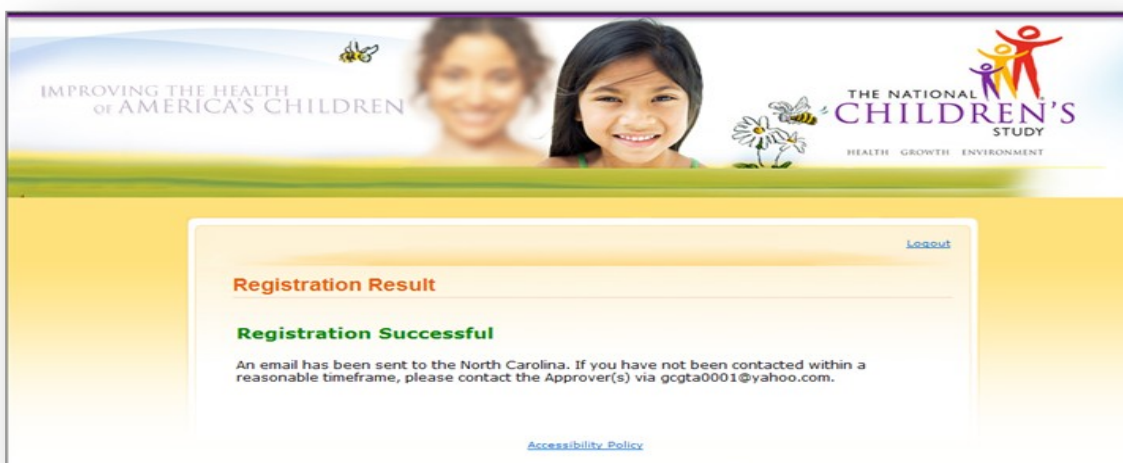 IMPROVING THE HEALTH
OF AMERICA'S CHILDREN
THE NATIONAL
CHILDREN'S
STUDY
HEALTH GROWTH ENVIRONMENT
Logout
Registration Result
Registration Successful
An email has been sent to the North Carolina. If you have not been contacted within a
reasonable timeframe, please contact the Approver(s) via gcgta0001@yahoo.com.
Accessibility Policy